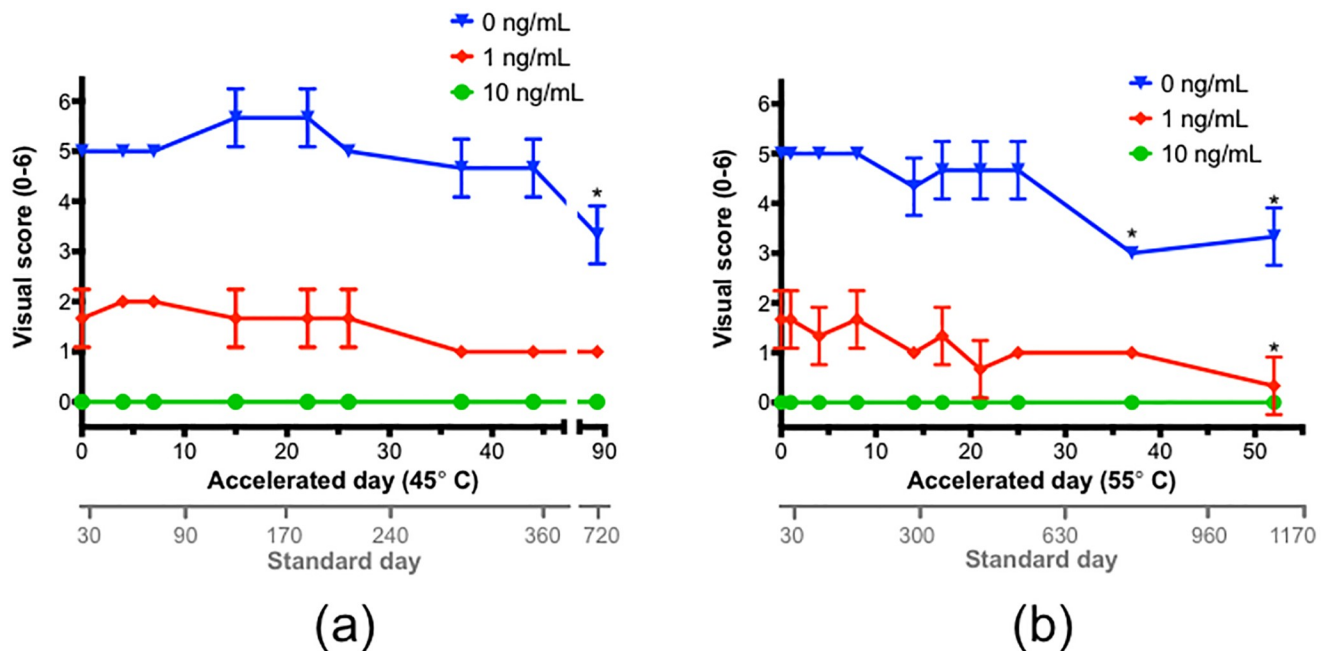 0 ng/mL
1 ng/mL
10 ng/mL
Visual score (0-6)
6
5
4
3
2
1
0
*
0 10 20 30 40 90
Accelerated day (45° C)
30 90 170 240 360 720
Standard day
(a)
0 ng/mL
1 ng/mL
10 ng/mL
Visual score (0-6)
6
5
4
3
2
1
0
*
*
*
0 10 20 30 40 50
Accelerated day (55° C)
30 300 630 960 1170
Standard day
(b)